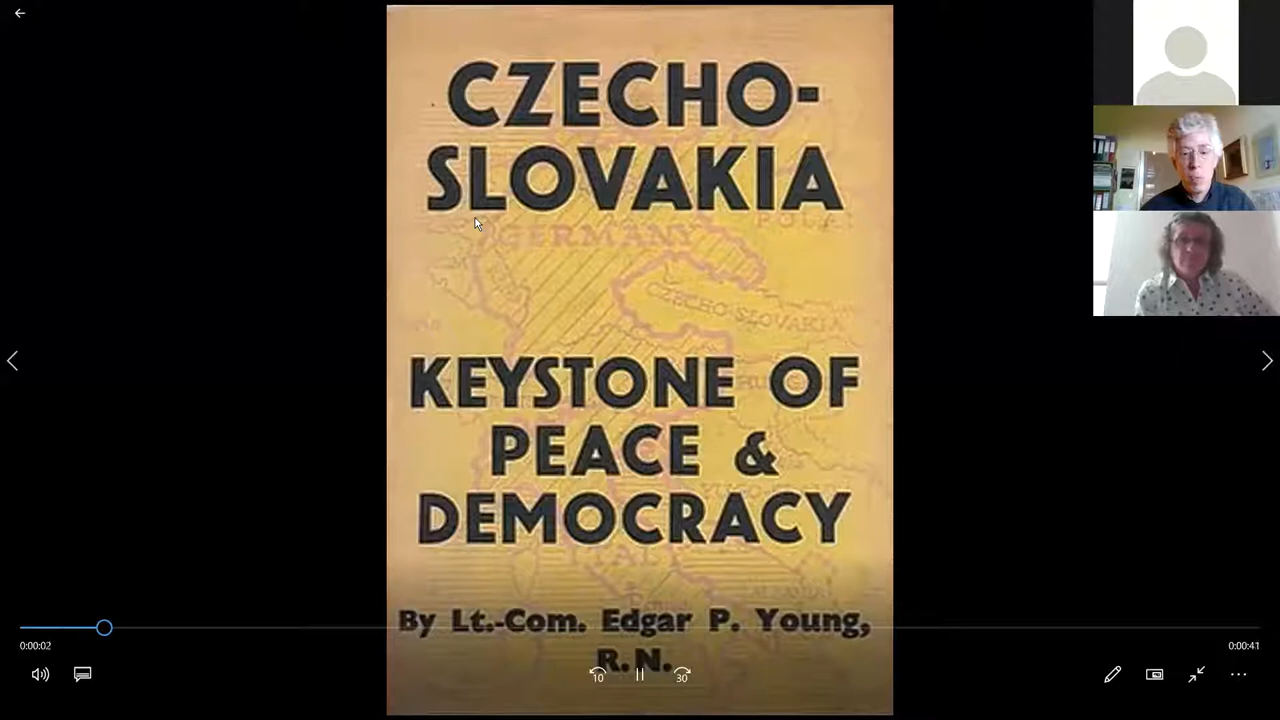 CZECHO-
SLOVAKIA
POLA
GERMANY
CZECHO-SLOVAKIA
KEYSTONE OF
PEACE &
DEMOCRACY
By Lt.-Com. Edgar P. Young,
R.N.
0:00:02
0:00:41
10
30